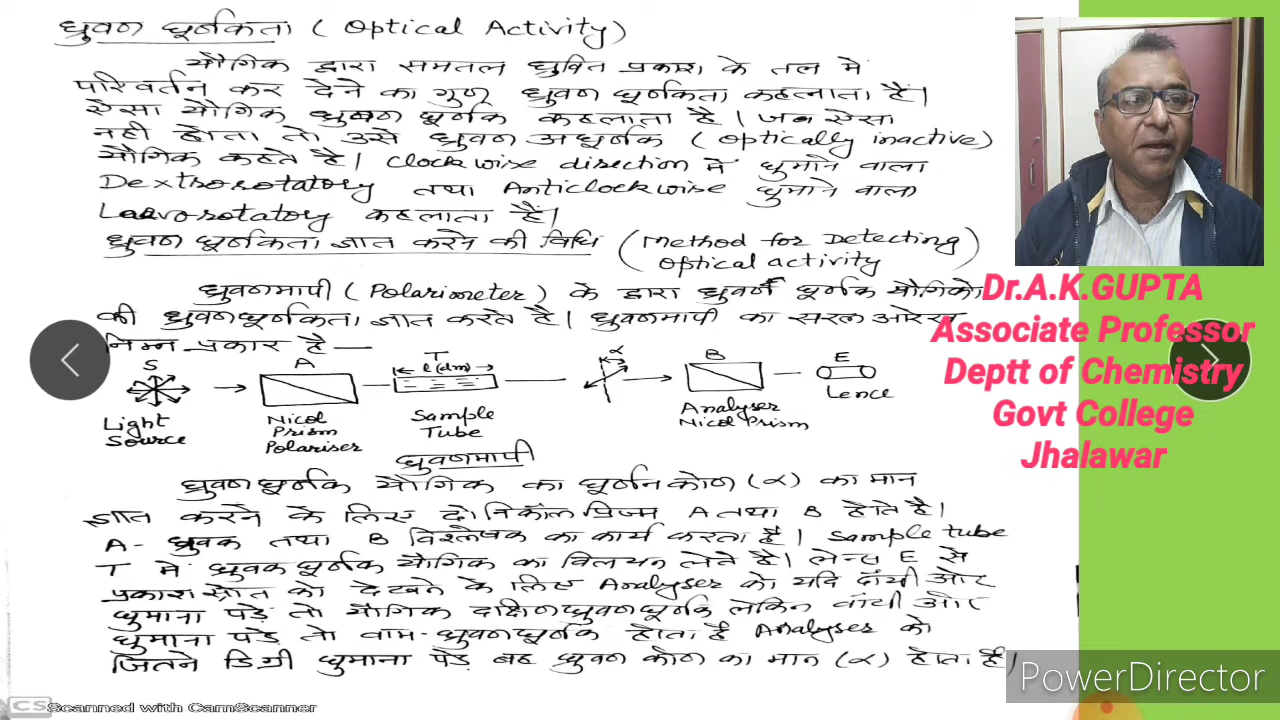 ध्रुवण घूर्णकता (Optical Activity)
यौगिक द्वारा समतल ध्रुवित प्रकाश के तल में
परिवर्तन कर देने का गुण ध्रुवण घूर्णकता कहलाता है।
ऐसा यौगिक ध्रुवण घूर्णक कहलाता है। जब ऐसा
नही होता तो उसे ध्रुवण अघूर्णक (optically inactive)
यौगिक कहते है। clockwise direction में घुमाने वाला
Dextrorotatory तथा Anticlockwise घुमाने वाला
Laevorotatory कहलाता है।
ध्रुवण घूर्णकता ज्ञात करने की विधि (Method for Detecting
optical activity)
ध्रुवणमापी (Polarimeter) के द्वारा ध्रुवण घूर्णक यौगिको
की ध्रुवणघूर्णकता ज्ञात करते है। ध्रुवणमापी का सरल आरेख
निम्न प्रकार है —
S A T l (dm) α B E
Light Source
Nicol Prism Polariser
Sample Tube
Analyser Nicol Prism
Lence
ध्रुवणमापी
ध्रुवण घूर्णक यौगिक का घूर्णन कोण (α) का मान
ज्ञात करने के लिए दो निकॉल प्रिज्म A तथा B होते है।
A- ध्रुवक तथा B विश्लेषक का कार्य करता है। Sample tube
T में ध्रुवक घूर्णक यौगिक का विलयन लेते है। लेन्स E से
प्रकाश स्रोत को देखने के लिए Analyser को यदि दांयी ओर
घुमाना पड़े तो यौगिक दक्षिण ध्रुवणघूर्णक लेकिन बांयी ओर
घुमाना पड़े तो वाम-ध्रुवणघूर्णक होता है Analyser को
जितने डिग्री घुमाना पड़े वह ध्रुवण कोण का मान (α) होता है।
Dr.A.K.GUPTA
Associate Professor
Deptt of Chemistry
Govt College
Jhalawar
PowerDirector
CS Scanned with CamScanner